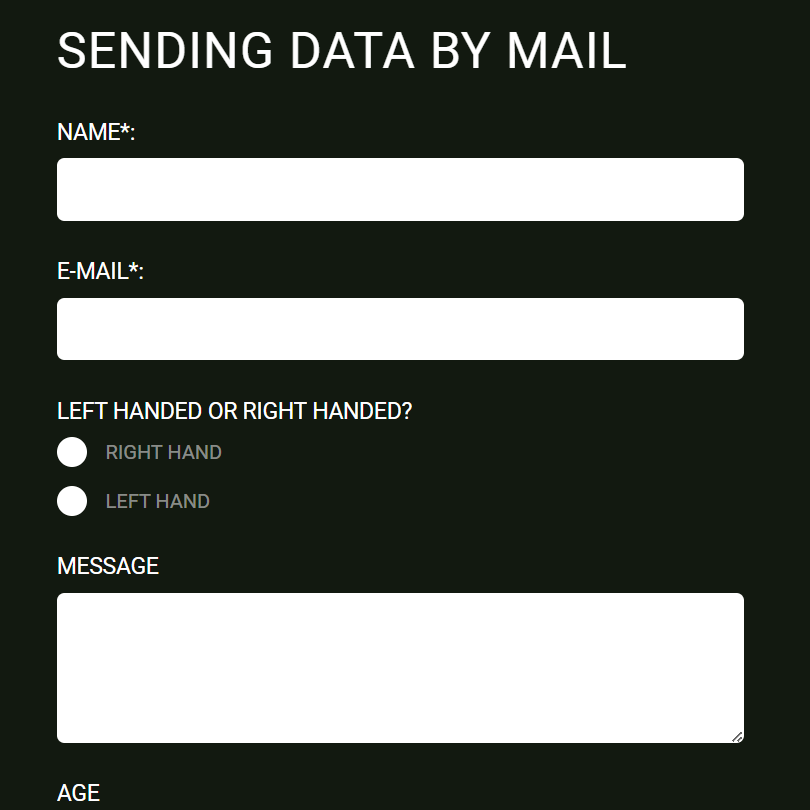 SENDING DATA BY MAIL
NAME*:
E-MAIL*:
LEFT HANDED OR RIGHT HANDED?
RIGHT HAND
LEFT HAND
MESSAGE
AGE